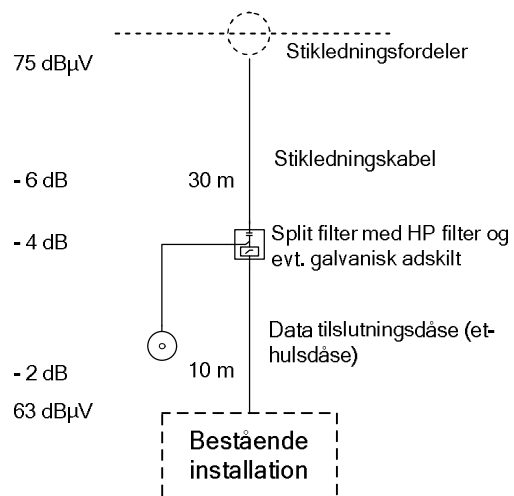 Stikledningsfordeler
75 dBµV
Stikledningskabel
- 6 dB
30 m
- 4 dB
Split filter med HP filter og
evt. galvanisk adskilt
Data tilslutningsdåse (et-
hulsdåse)
- 2 dB
10 m
63 dBµV
Bestående
installation